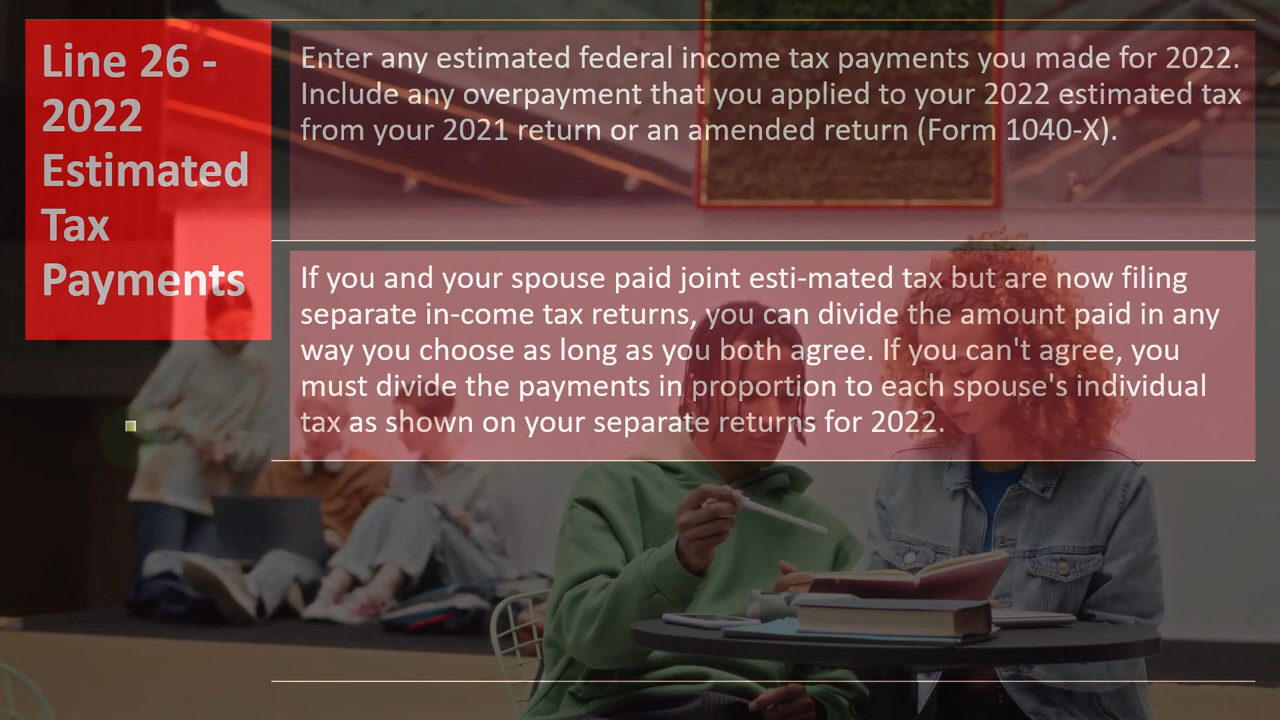 Line 26 -
2022
Estimated
Tax
Payments
Enter any estimated federal income tax payments you made for 2022.
Include any overpayment that you applied to your 2022 estimated tax
from your 2021 return or an amended return (Form 1040-X).
If you and your spouse paid joint esti-mated tax but are now filing
separate in-come tax returns, you can divide the amount paid in any
way you choose as long as you both agree. If you can't agree, you
must divide the payments in proportion to each spouse's individual
tax as shown on your separate returns for 2022.